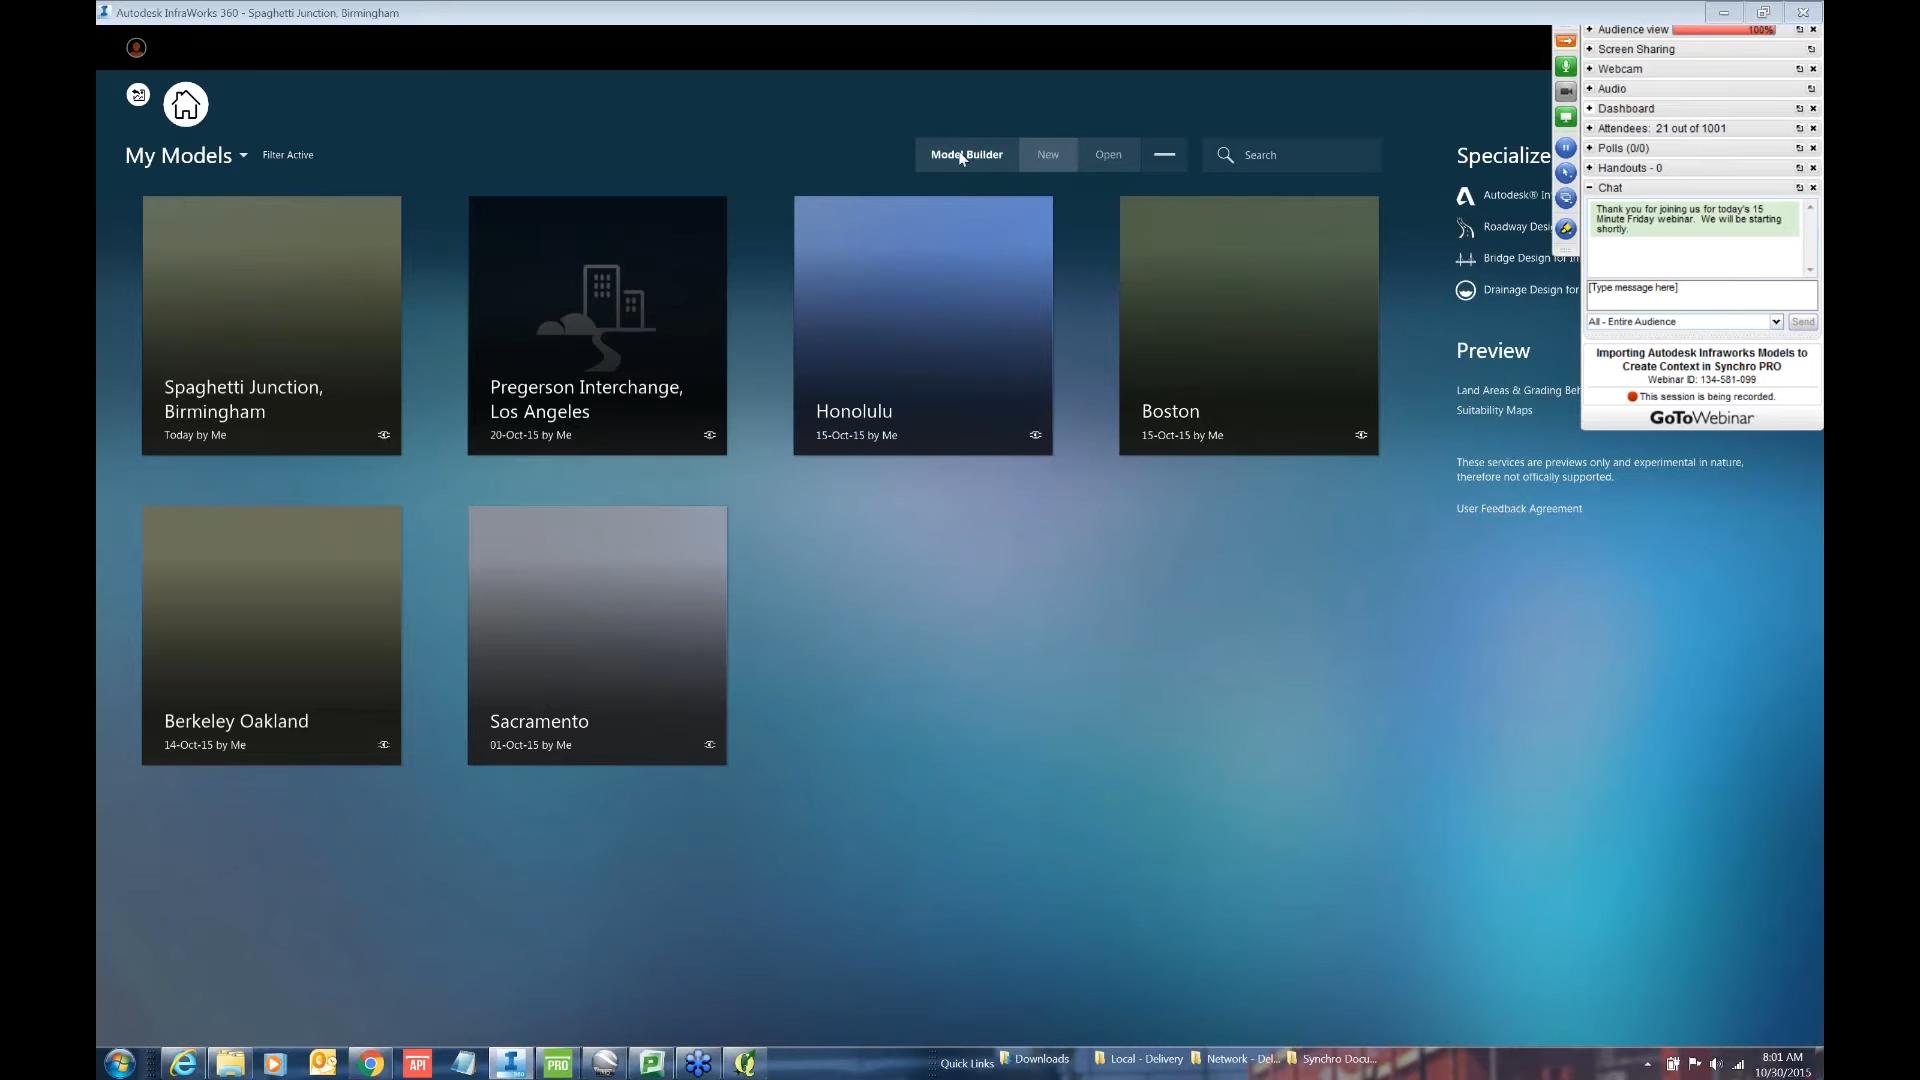 Autodesk InfraWorks 360 - Spaghetti Junction, Birmingham
My Models
Filter Active
Model Builder
New
Open
Search
Spaghetti Junction,
Birmingham
Today by Me
Pregerson Interchange,
Los Angeles
20-Oct-15 by Me
Honolulu
15-Oct-15 by Me
Boston
15-Oct-15 by Me
Berkeley Oakland
14-Oct-15 by Me
Sacramento
01-Oct-15 by Me
Specialize
Autodesk® In
Roadway Desi
Bridge Design for In
Drainage Design for
Preview
Land Areas & Grading Beh
Suitability Maps
These services are previews only and experimental in nature,
therefore not offically supported.
User Feedback Agreement
Audience view 100%
Screen Sharing
Webcam
Audio
Dashboard
Attendees: 21 out of 1001
Polls (0/0)
Handouts - 0
Chat
Thank you for joining us for today's 15
Minute Friday webinar. We will be starting
shortly.
[Type message here]
All - Entire Audience
Send
Importing Autodesk Infraworks Models to
Create Context in Synchro PRO
Webinar ID: 134-581-099
This session is being recorded.
GoToWebinar
API
PRO
Quick Links
Downloads
Local - Delivery
Network - Del...
Synchro Docu...
8:01 AM
10/30/2015